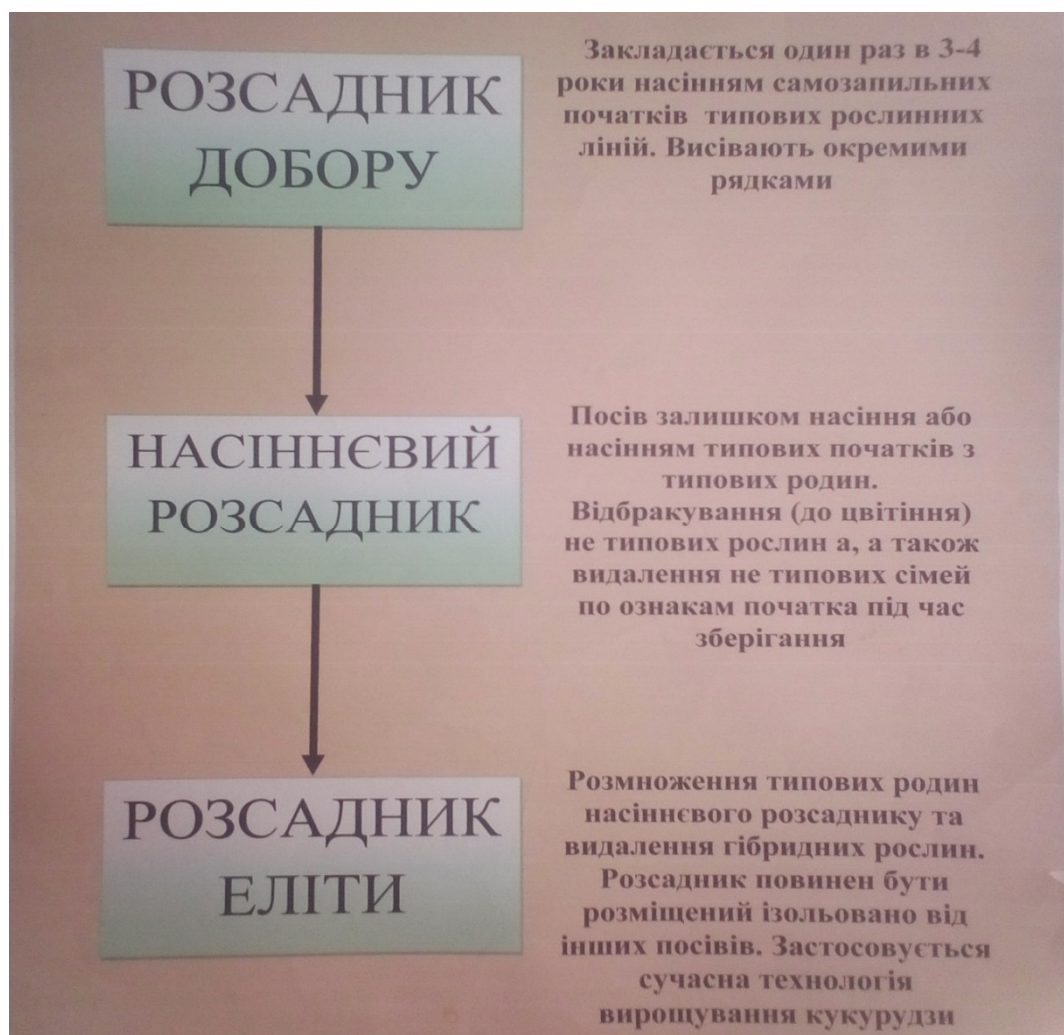 РОЗСАДНИК
ДОБОРУ
Закладається один раз в 3-4
роки насінням самозапильних
початків типових рослинних
ліній. Висівають окремими
рядками
НАСІННЄВИЙ
РОЗСАДНИК
Посів залишком насіння або
насінням типових початків з
типових родин.
Відбракування (до цвітіння)
не типових рослин а, а також
видалення не типових сімей
по ознакам початка під час
зберігання
РОЗСАДНИК
ЕЛІТИ
Розмноження типових родин
насіннєвого розсаднику та
видалення гібридних рослин.
Розсадник повинен бути
розміщений ізольовано від
інших посівів. Застосовується
сучасна технологія
вирощування кукурудзи